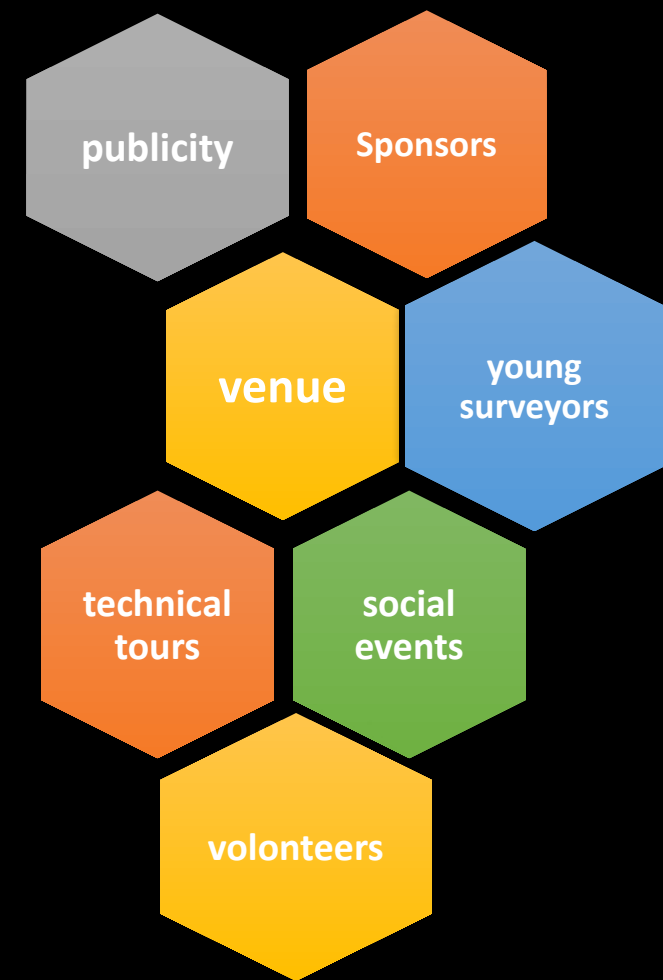 publicity
Sponsors
venue
young
surveyors
technical
tours
social
events
volonteers